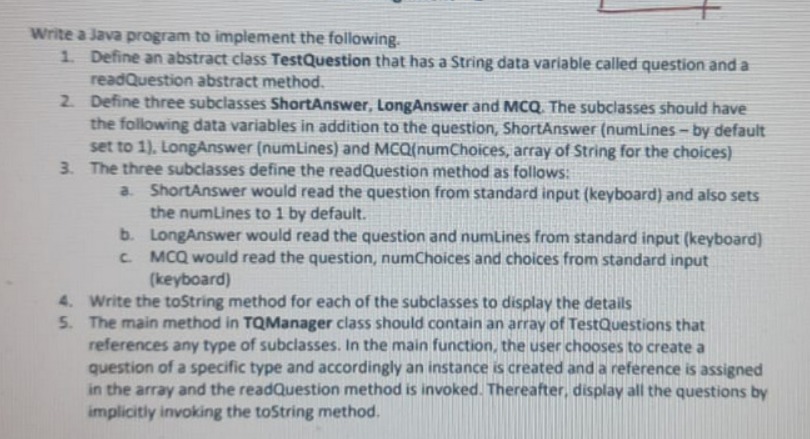 Write a Java program to implement the following.
1. Define an abstract class TestQuestion that has a String data variable called question and a
readQuestion abstract method.
2. Define three subclasses ShortAnswer, LongAnswer and MCQ. The subclasses should have
the following data variables in addition to the question, ShortAnswer (numLines – by default
set to 1), LongAnswer (numLines) and MCQ(numChoices, array of String for the choices)
3. The three subclasses define the readQuestion method as follows:
a. ShortAnswer would read the question from standard input (keyboard) and also sets
the numLines to 1 by default.
b. LongAnswer would read the question and numLines from standard input (keyboard)
c. MCQ would read the question, numChoices and choices from standard input
(keyboard)
4. Write the toString method for each of the subclasses to display the details
5. The main method in TQManager class should contain an array of TestQuestions that
references any type of subclasses. In the main function, the user chooses to create a
question of a specific type and accordingly an instance is created and a reference is assigned
in the array and the readQuestion method is invoked. Thereafter, display all the questions by
implicitly invoking the toString method.